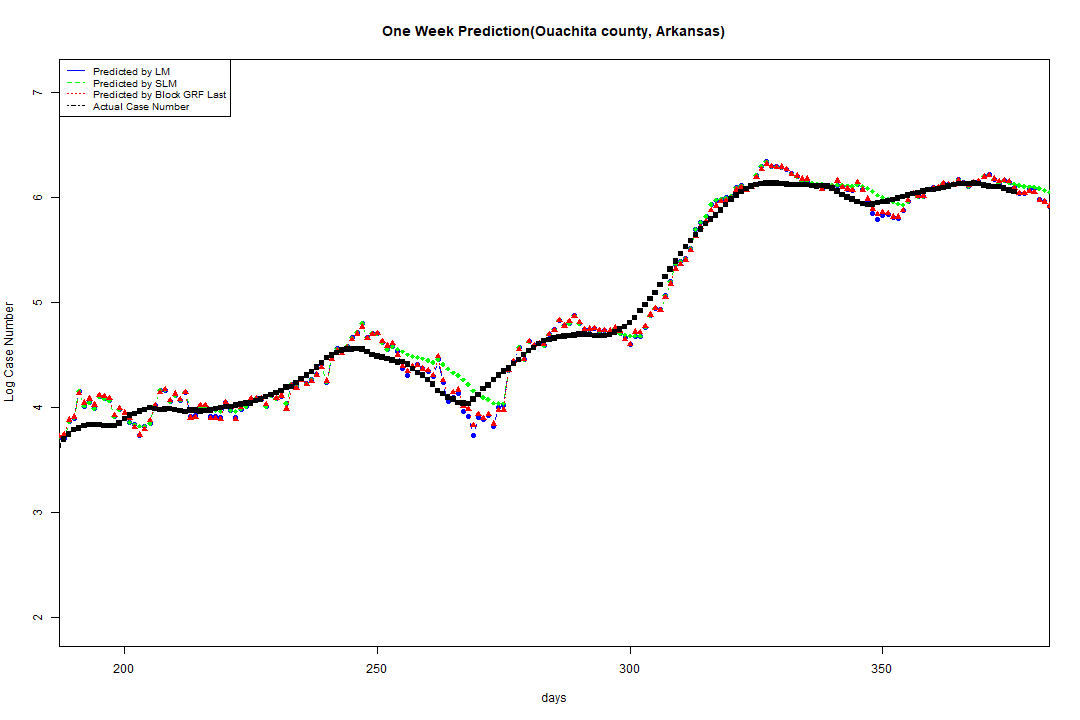 One Week Prediction(Ouachita county, Arkansas)
Predicted by LM
Predicted by SLM
Predicted by Block GRF Last
Actual Case Number
7
6
5
4
3
2
Log Case Number
200
250
300
350
days